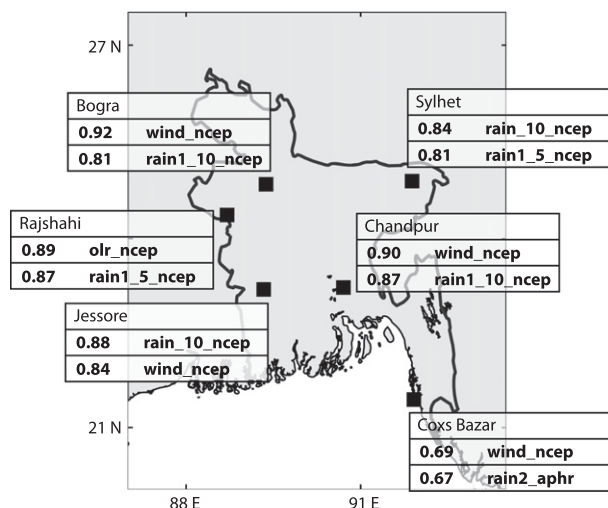 27 N
Bogra
0.92 wind_ncep
0.81 rain1_10_ncep
Sylhet
0.84 rain_10_ncep
0.81 rain1_5_ncep
Rajshahi
0.89 olr_ncep
0.87 rain1_5_ncep
Chandpur
0.90 wind_ncep
0.87 rain1_10_ncep
Jessore
0.88 rain_10_ncep
0.84 wind_ncep
21 N
Coxs Bazar
0.69 wind_ncep
0.67 rain2_aphr
88 E 91 E